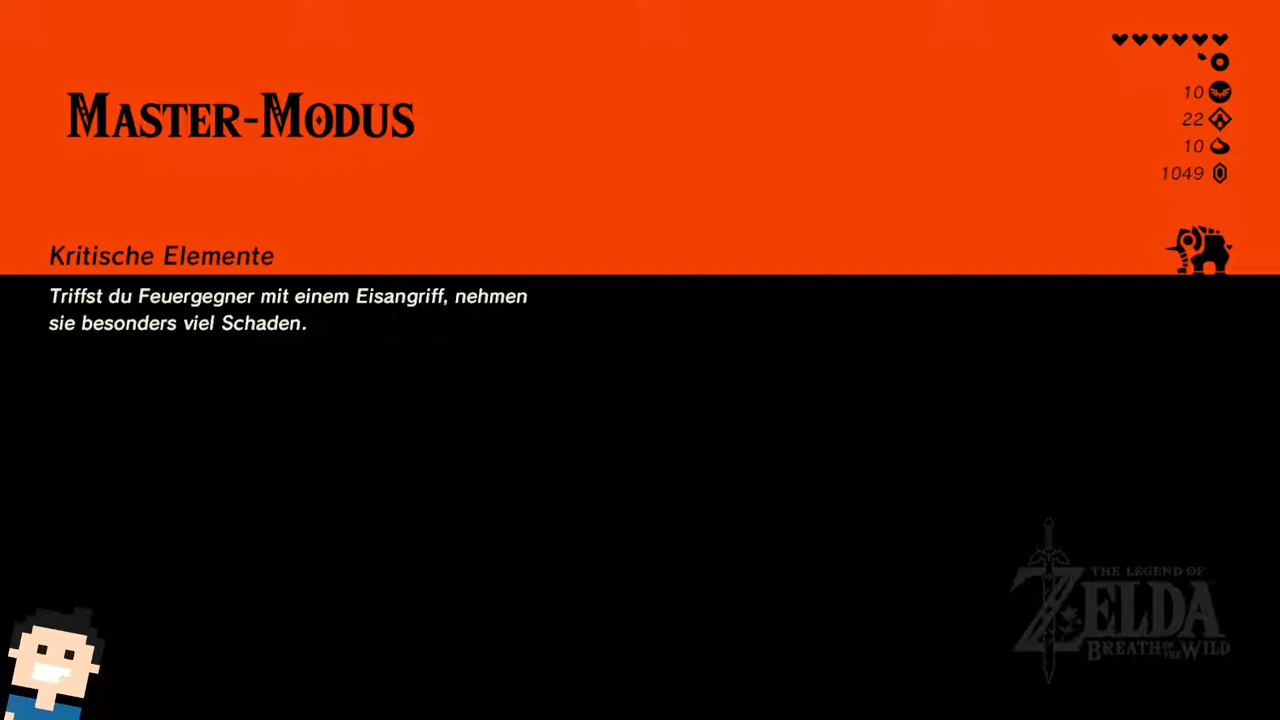 Master-Modus
10
22
10
1049
Kritische Elemente
Triffst du Feuergegner mit einem Eisangriff, nehmen
sie besonders viel Schaden.
THE LEGEND OF
ZELDA
BREATH OF THE WILD